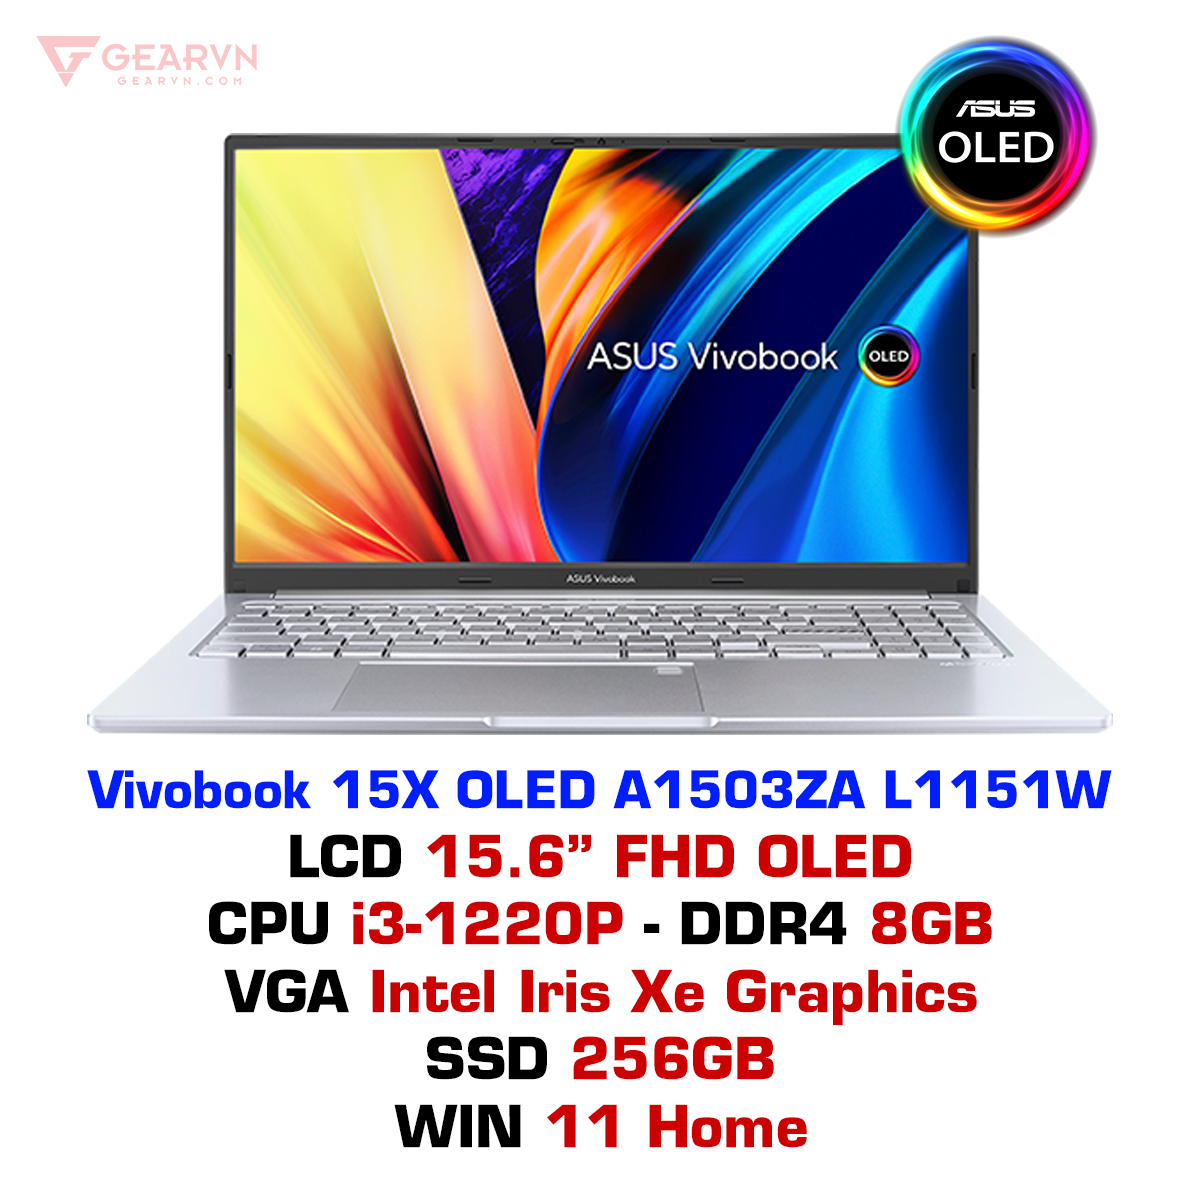 GEARVN
GEARVN.COM
ASUS
OLED
ASUS Vivobook OLED
ASUS Vivobook
Vivobook 15X OLED A1503ZA L1151W
LCD 15.6” FHD OLED
CPU i3-1220P - DDR4 8GB
VGA Intel Iris Xe Graphics
SSD 256GB
WIN 11 Home